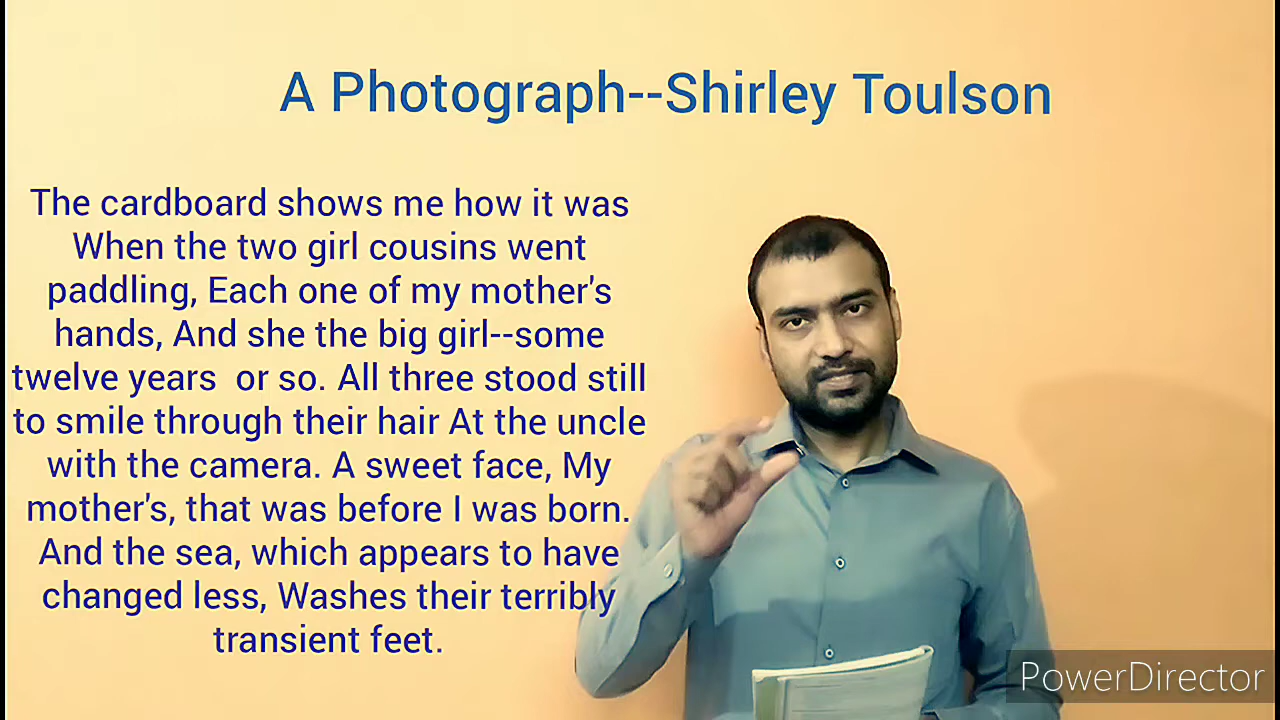 A Photograph--Shirley Toulson
The cardboard shows me how it was
When the two girl cousins went
paddling, Each one of my mother's
hands, And she the big girl--some
twelve years  or so. All three stood still
to smile through their hair At the uncle
with the camera. A sweet face, My
mother's, that was before I was born.
And the sea, which appears to have
changed less, Washes their terribly
transient feet.
PowerDirector